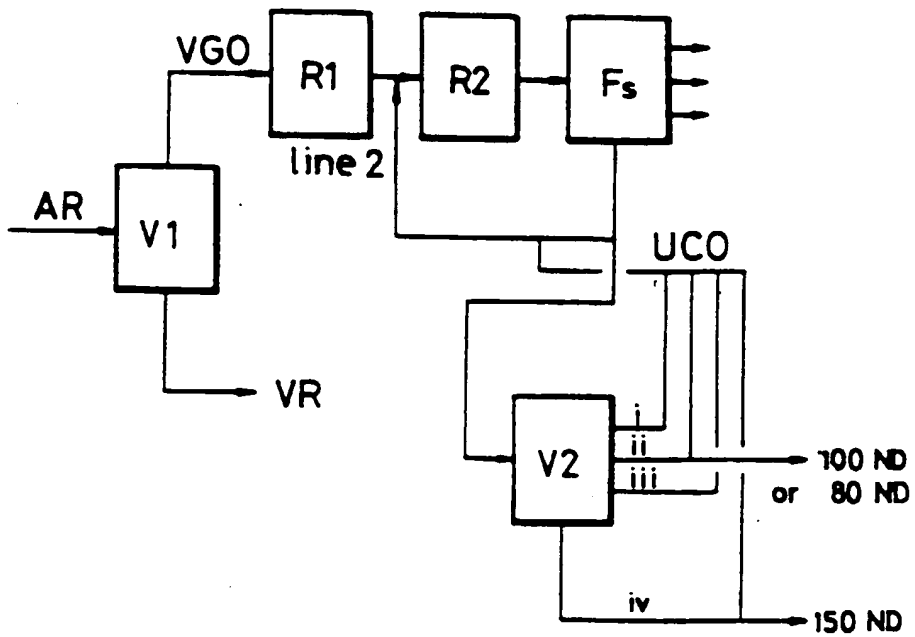 VGO
R1
R2
Fs
line 2
AR
V1
UCO
VR
i
ii
V2
iii
100 ND
or 80 ND
iv
150 ND